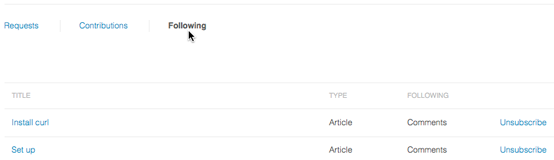 Requests Contributions Following
TITLE TYPE FOLLOWING
Install curl Article Comments Unsubscribe
Set up Article Comments Unsubscribe